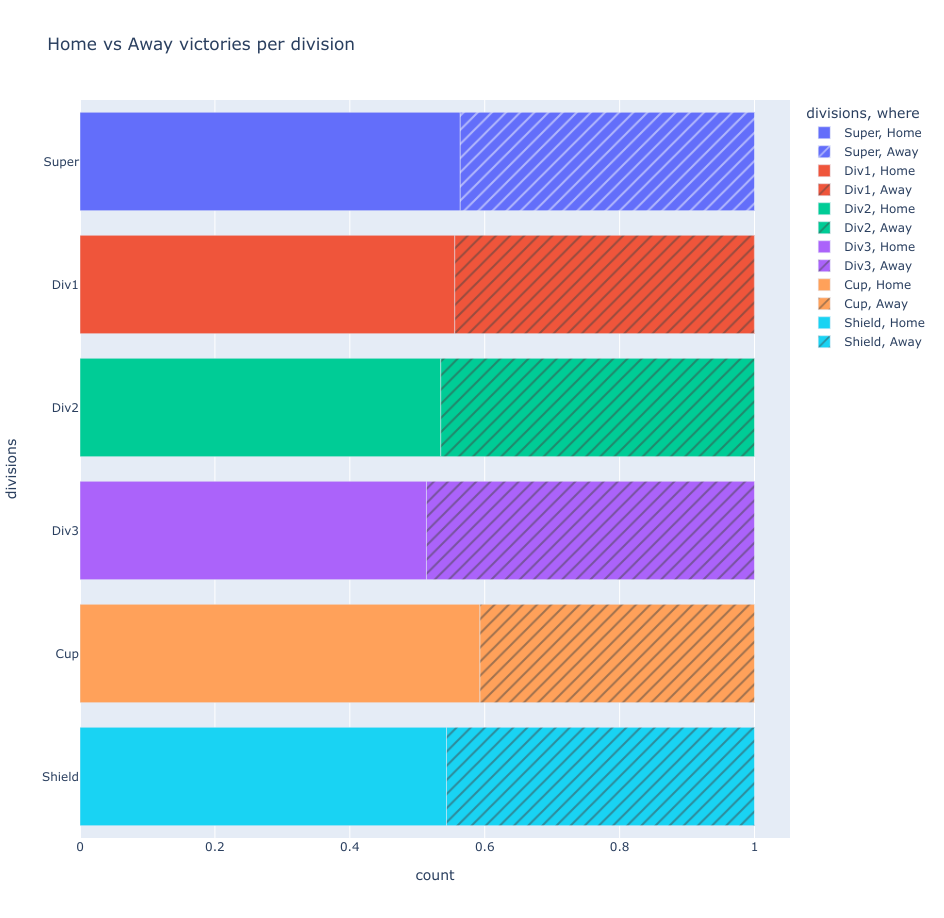 Home vs Away victories per division
divisions, where
Super, Home
Super, Away
Div1, Home
Div1, Away
Div2, Home
Div2, Away
Div3, Home
Div3, Away
Cup, Home
Cup, Away
Shield, Home
Shield, Away
Super
Div1
Div2
Div3
Cup
Shield
divisions
0 0.2 0.4 0.6 0.8 1
count